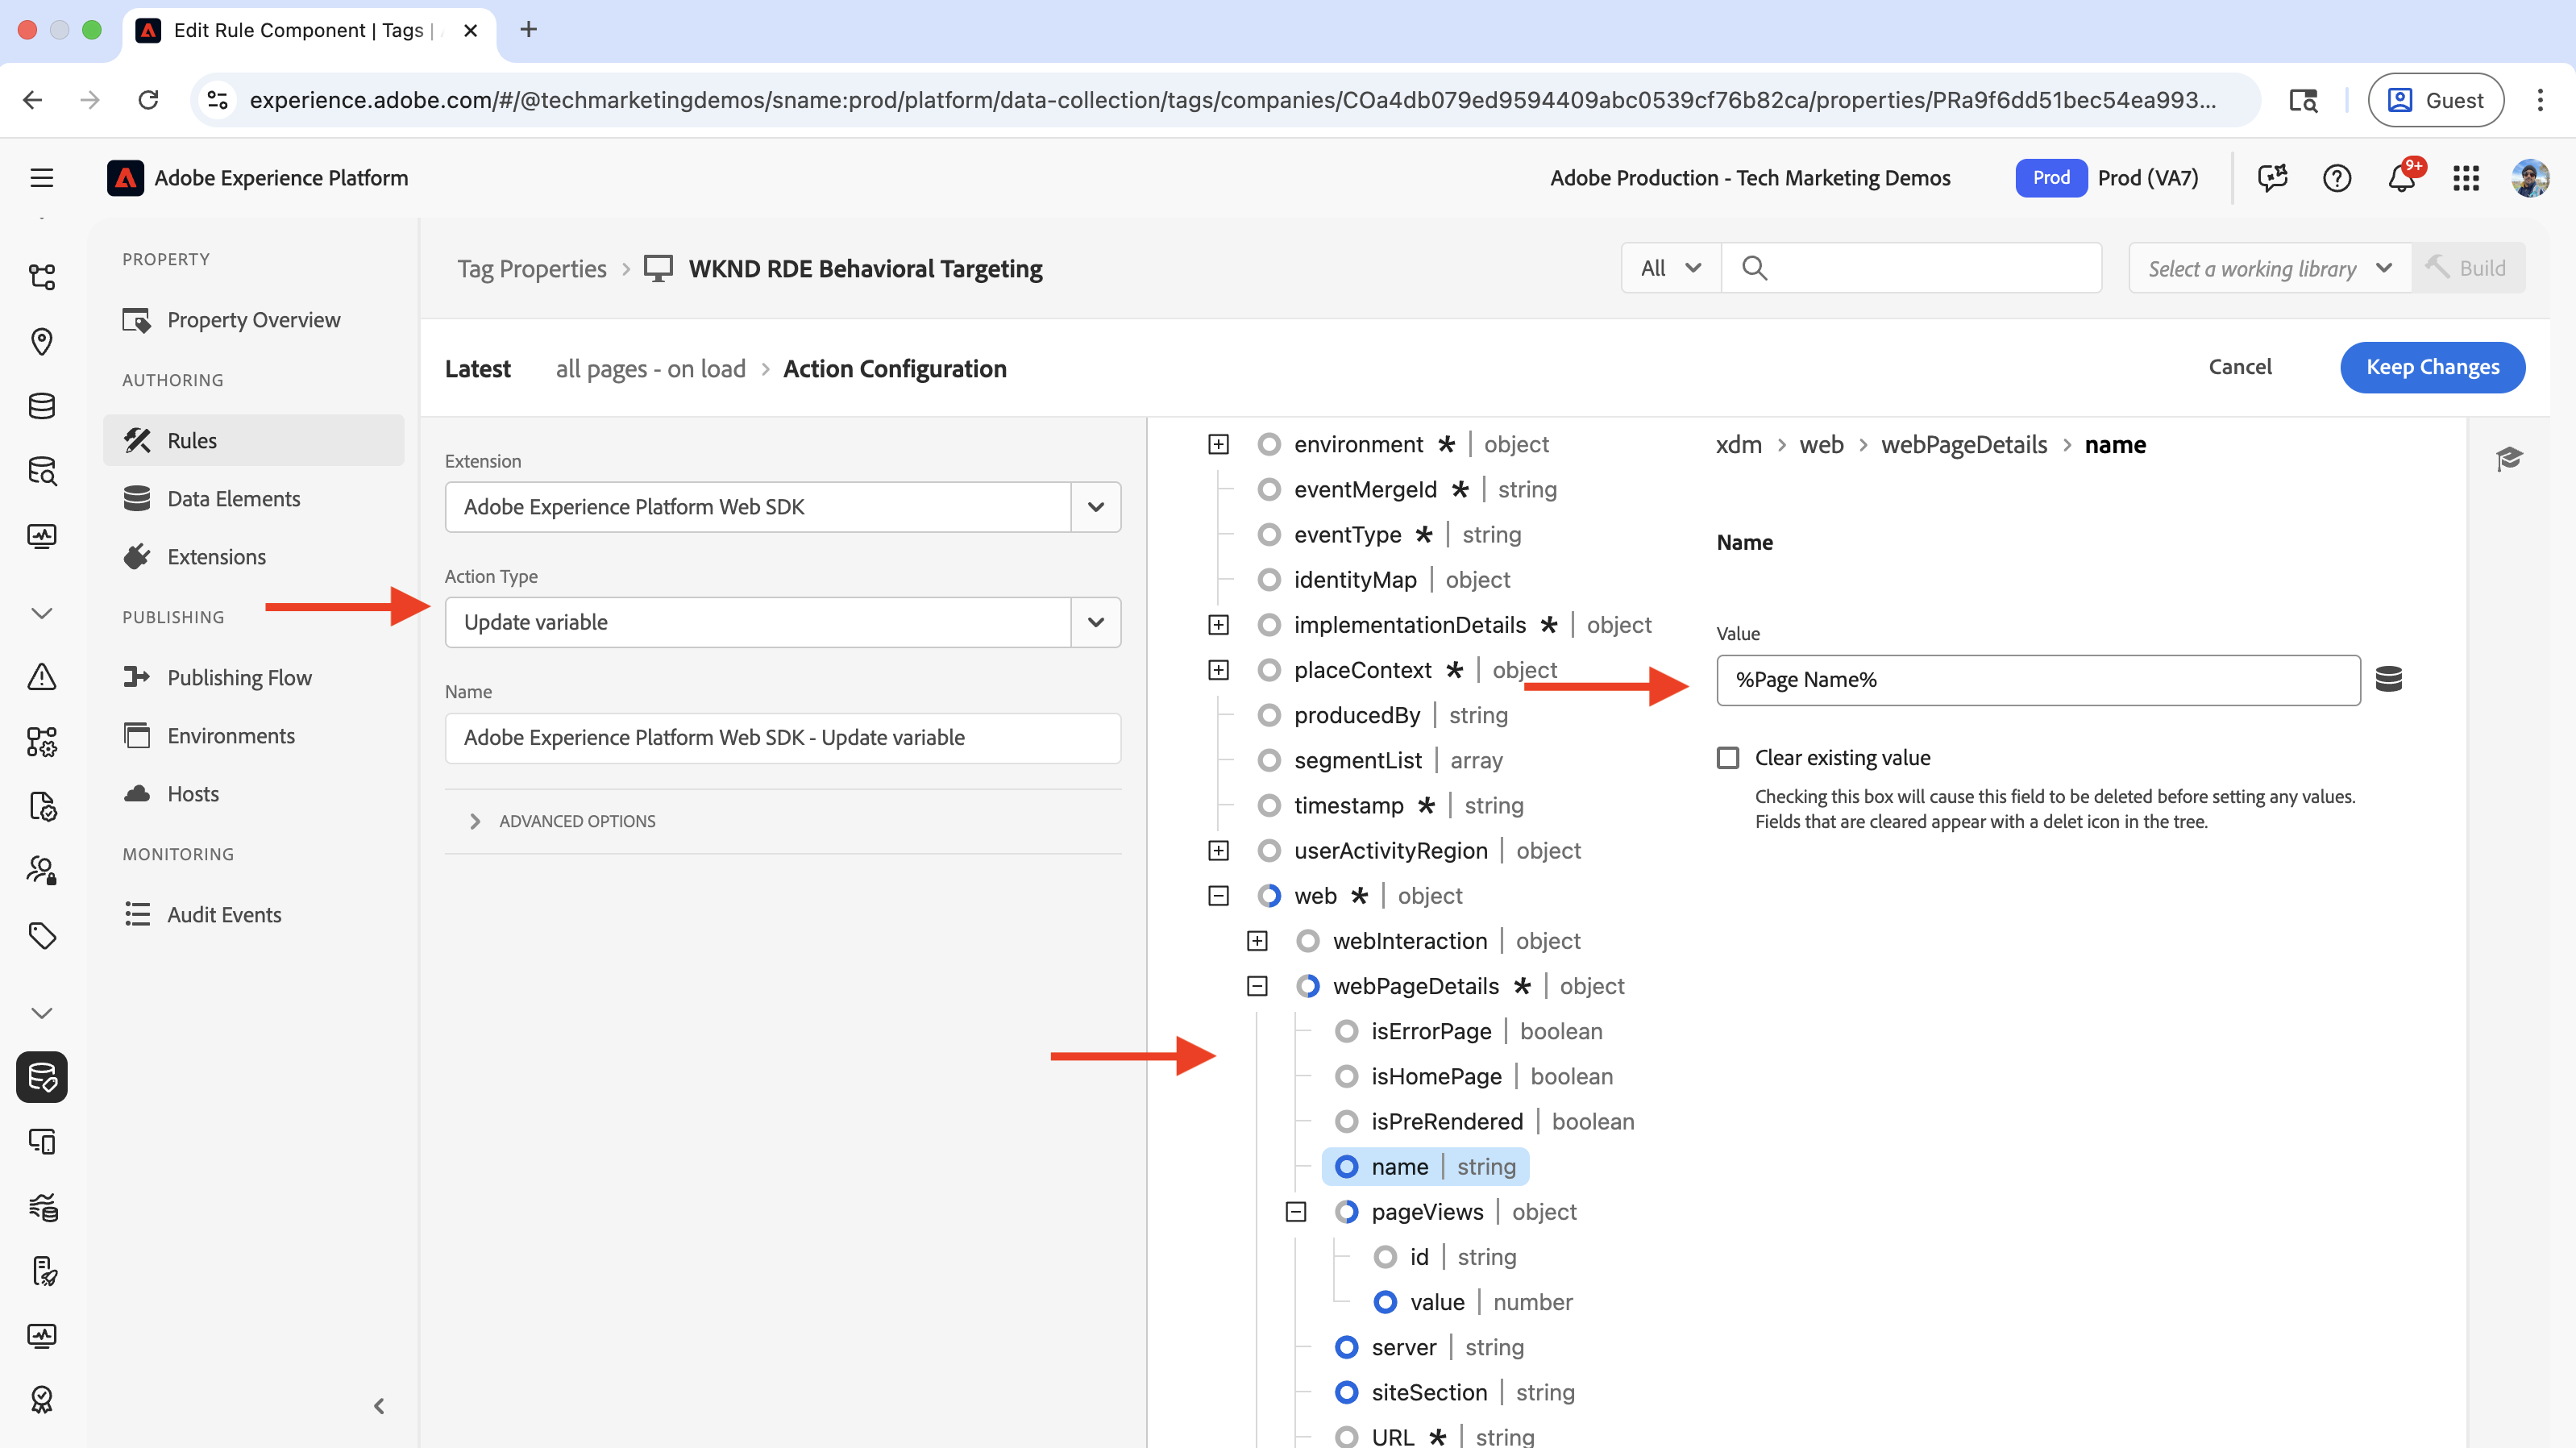 Edit Rule Component | Tags |
experience.adobe.com/#/@techmarketingdemos/sname:prod/platform/data-collection/tags/companies/COa4db079ed9594409abc0539cf76b82ca/properties/PRa9f6dd51bec54ea993...
Guest
Adobe Experience Platform
Adobe Production - Tech Marketing Demos
Prod
Prod (VA7)
9+
PROPERTY
Property Overview
AUTHORING
Rules
Data Elements
Extensions
PUBLISHING
Publishing Flow
Environments
Hosts
MONITORING
Audit Events
Tag Properties > WKND RDE Behavioral Targeting
All
Select a working library
Build
Latest
all pages - on load > Action Configuration
Cancel
Keep Changes
Extension
Adobe Experience Platform Web SDK
Action Type
Update variable
Name
Adobe Experience Platform Web SDK - Update variable
ADVANCED OPTIONS
environment * | object
eventMergeId * | string
eventType * | string
identityMap | object
implementationDetails * | object
placeContext * | object
producedBy | string
segmentList | array
timestamp * | string
userActivityRegion | object
web * | object
webInteraction | object
webPageDetails * | object
isErrorPage | boolean
isHomePage | boolean
isPreRendered | boolean
name | string
pageViews | object
id | string
value | number
server | string
siteSection | string
URL * | string
xdm > web > webPageDetails > name
Name
Value
%Page Name%
Clear existing value
Checking this box will cause this field to be deleted before setting any values.
Fields that are cleared appear with a delet icon in the tree.